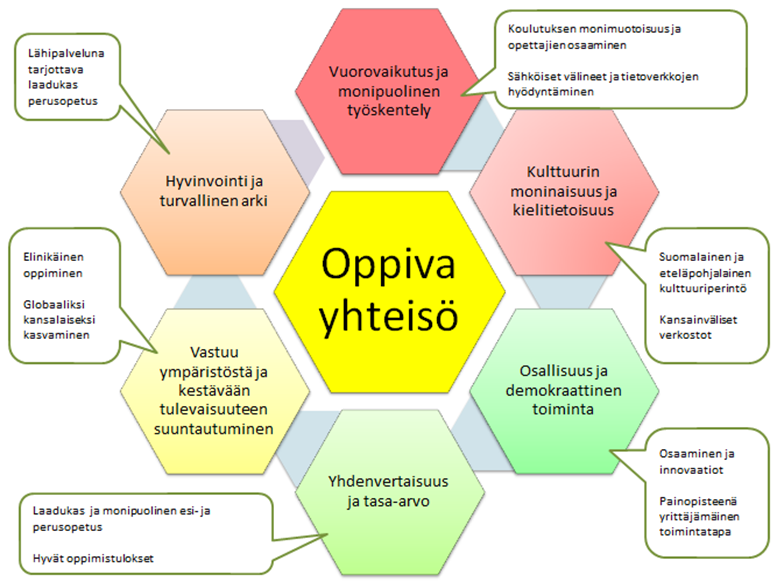 Koulutuksen monimuotoisuus ja
opettajien osaaminen
Sähköiset välineet ja tietoverkkojen
hyödyntäminen
Vuorovaikutus ja
monipuolinen
työskentely
Lähipalveluna
tarjottava
laadukas
perusopetus
Hyvinvointi ja
turvallinen arki
Kulttuurin
moninaisuus ja
kielitietoisuus
Oppiva
yhteisö
Suomalainen ja
eteläpohjalainen
kulttuuriperintö
Kansainväliset
verkostot
Elinikäinen
oppiminen
Globaaliksi
kansalaiseksi
kasvaminen
Vastuu
ympäristöstä ja
kestävään
tulevaisuuteen
suuntautuminen
Osallisuus ja
demokraattinen
toiminta
Osaaminen ja
innovaatiot
Painopisteenä
yrittäjämäinen
toimintatapa
Yhdenvertaisuus
ja tasa-arvo
Laadukas ja monipuolinen esi- ja
perusopetus
Hyvät oppimistulokset